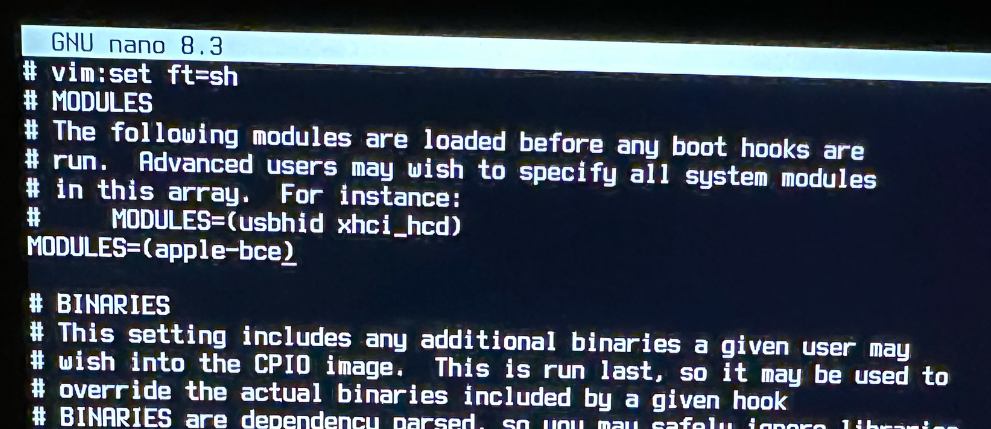 GNU nano 8.3
# vim:set ft=sh
# MODULES
# The following modules are loaded before any boot hooks are
# run.  Advanced users may wish to specify all system modules
# in this array.  For instance:
#     MODULES=(usbhid xhci_hcd)
MODULES=(apple-bce)
# BINARIES
# This setting includes any additional binaries a given user may
# wish into the CPIO image.  This is run last, so it may be used to
# override the actual binaries included by a given hook
# BINARIES are dependency parsed, so you may safely ignore libraries